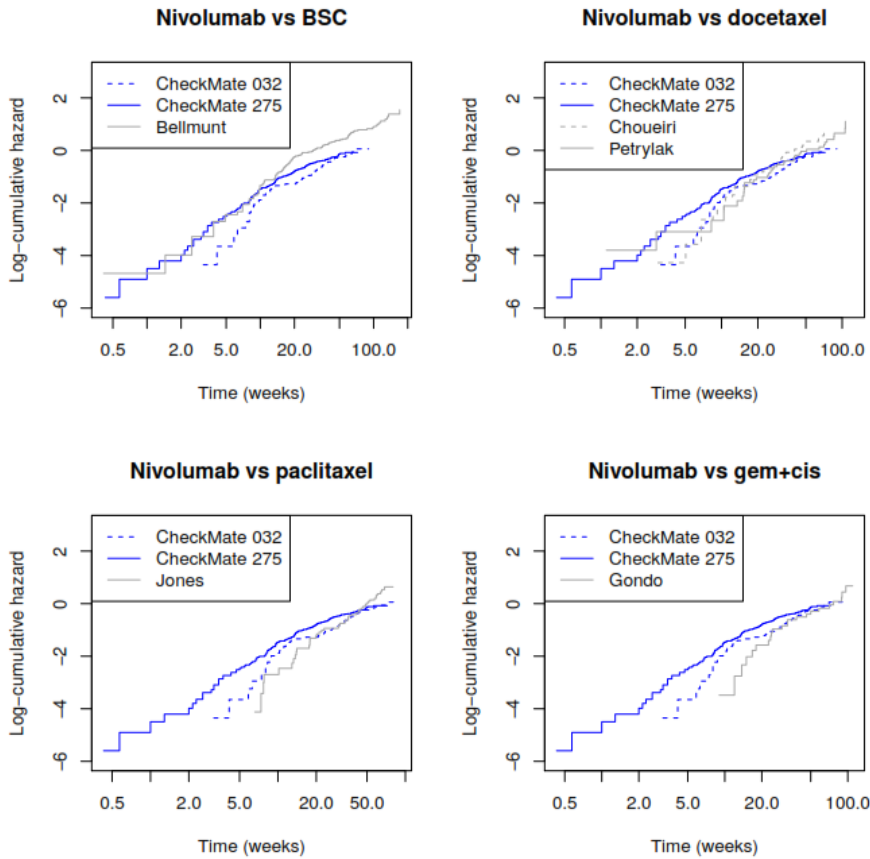 Nivolumab vs BSC
CheckMate 032
CheckMate 275
Bellmunt
Log−cumulative hazard
2
0
−2
−4
−6
0.5 2.0 5.0 20.0 100.0
Time (weeks)
Nivolumab vs docetaxel
CheckMate 032
CheckMate 275
Choueiri
Petrylak
Log−cumulative hazard
2
0
−2
−4
−6
0.5 2.0 5.0 20.0 100.0
Time (weeks)
Nivolumab vs paclitaxel
CheckMate 032
CheckMate 275
Jones
Log−cumulative hazard
2
0
−2
−4
−6
0.5 2.0 5.0 20.0 50.0
Time (weeks)
Nivolumab vs gem+cis
CheckMate 032
CheckMate 275
Gondo
Log−cumulative hazard
2
0
−2
−4
−6
0.5 2.0 5.0 20.0 100.0
Time (weeks)